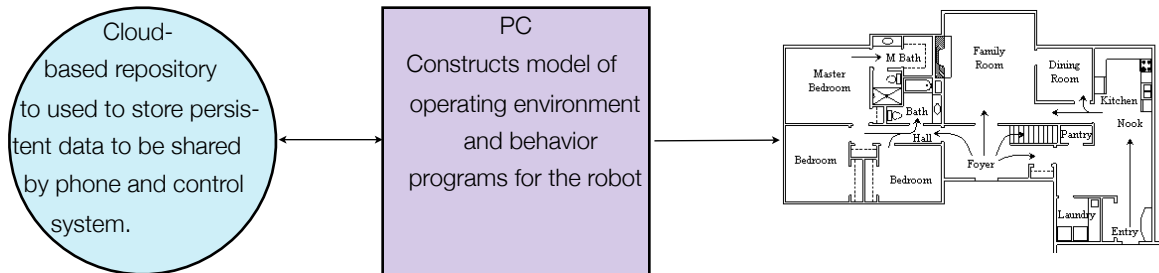 Cloud-
based repository
to used to store persis-
tent data to be shared
by phone and control
system.
PC
Constructs model of
operating environment
and behavior
programs for the robot
Master
Bedroom
M Bath
Family
Room
Dining
Room
Kitchen
Nook
Bath
Hall
Pantry
Foyer
Bedroom
Bedroom
Laundry
Entry